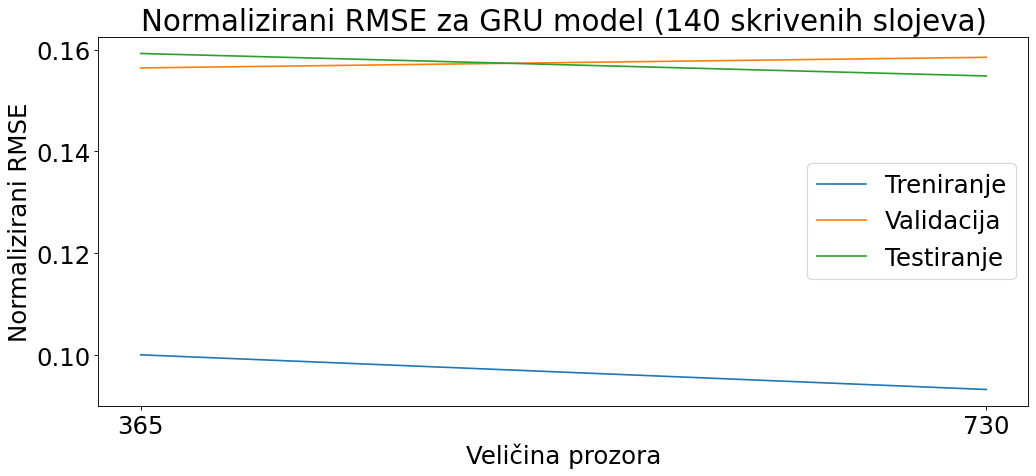 Normalizirani RMSE za GRU model (140 skrivenih slojeva)
Normalizirani RMSE
0.16
0.14
0.12
0.10
Treniranje
Validacija
Testiranje
365
730
Veličina prozora